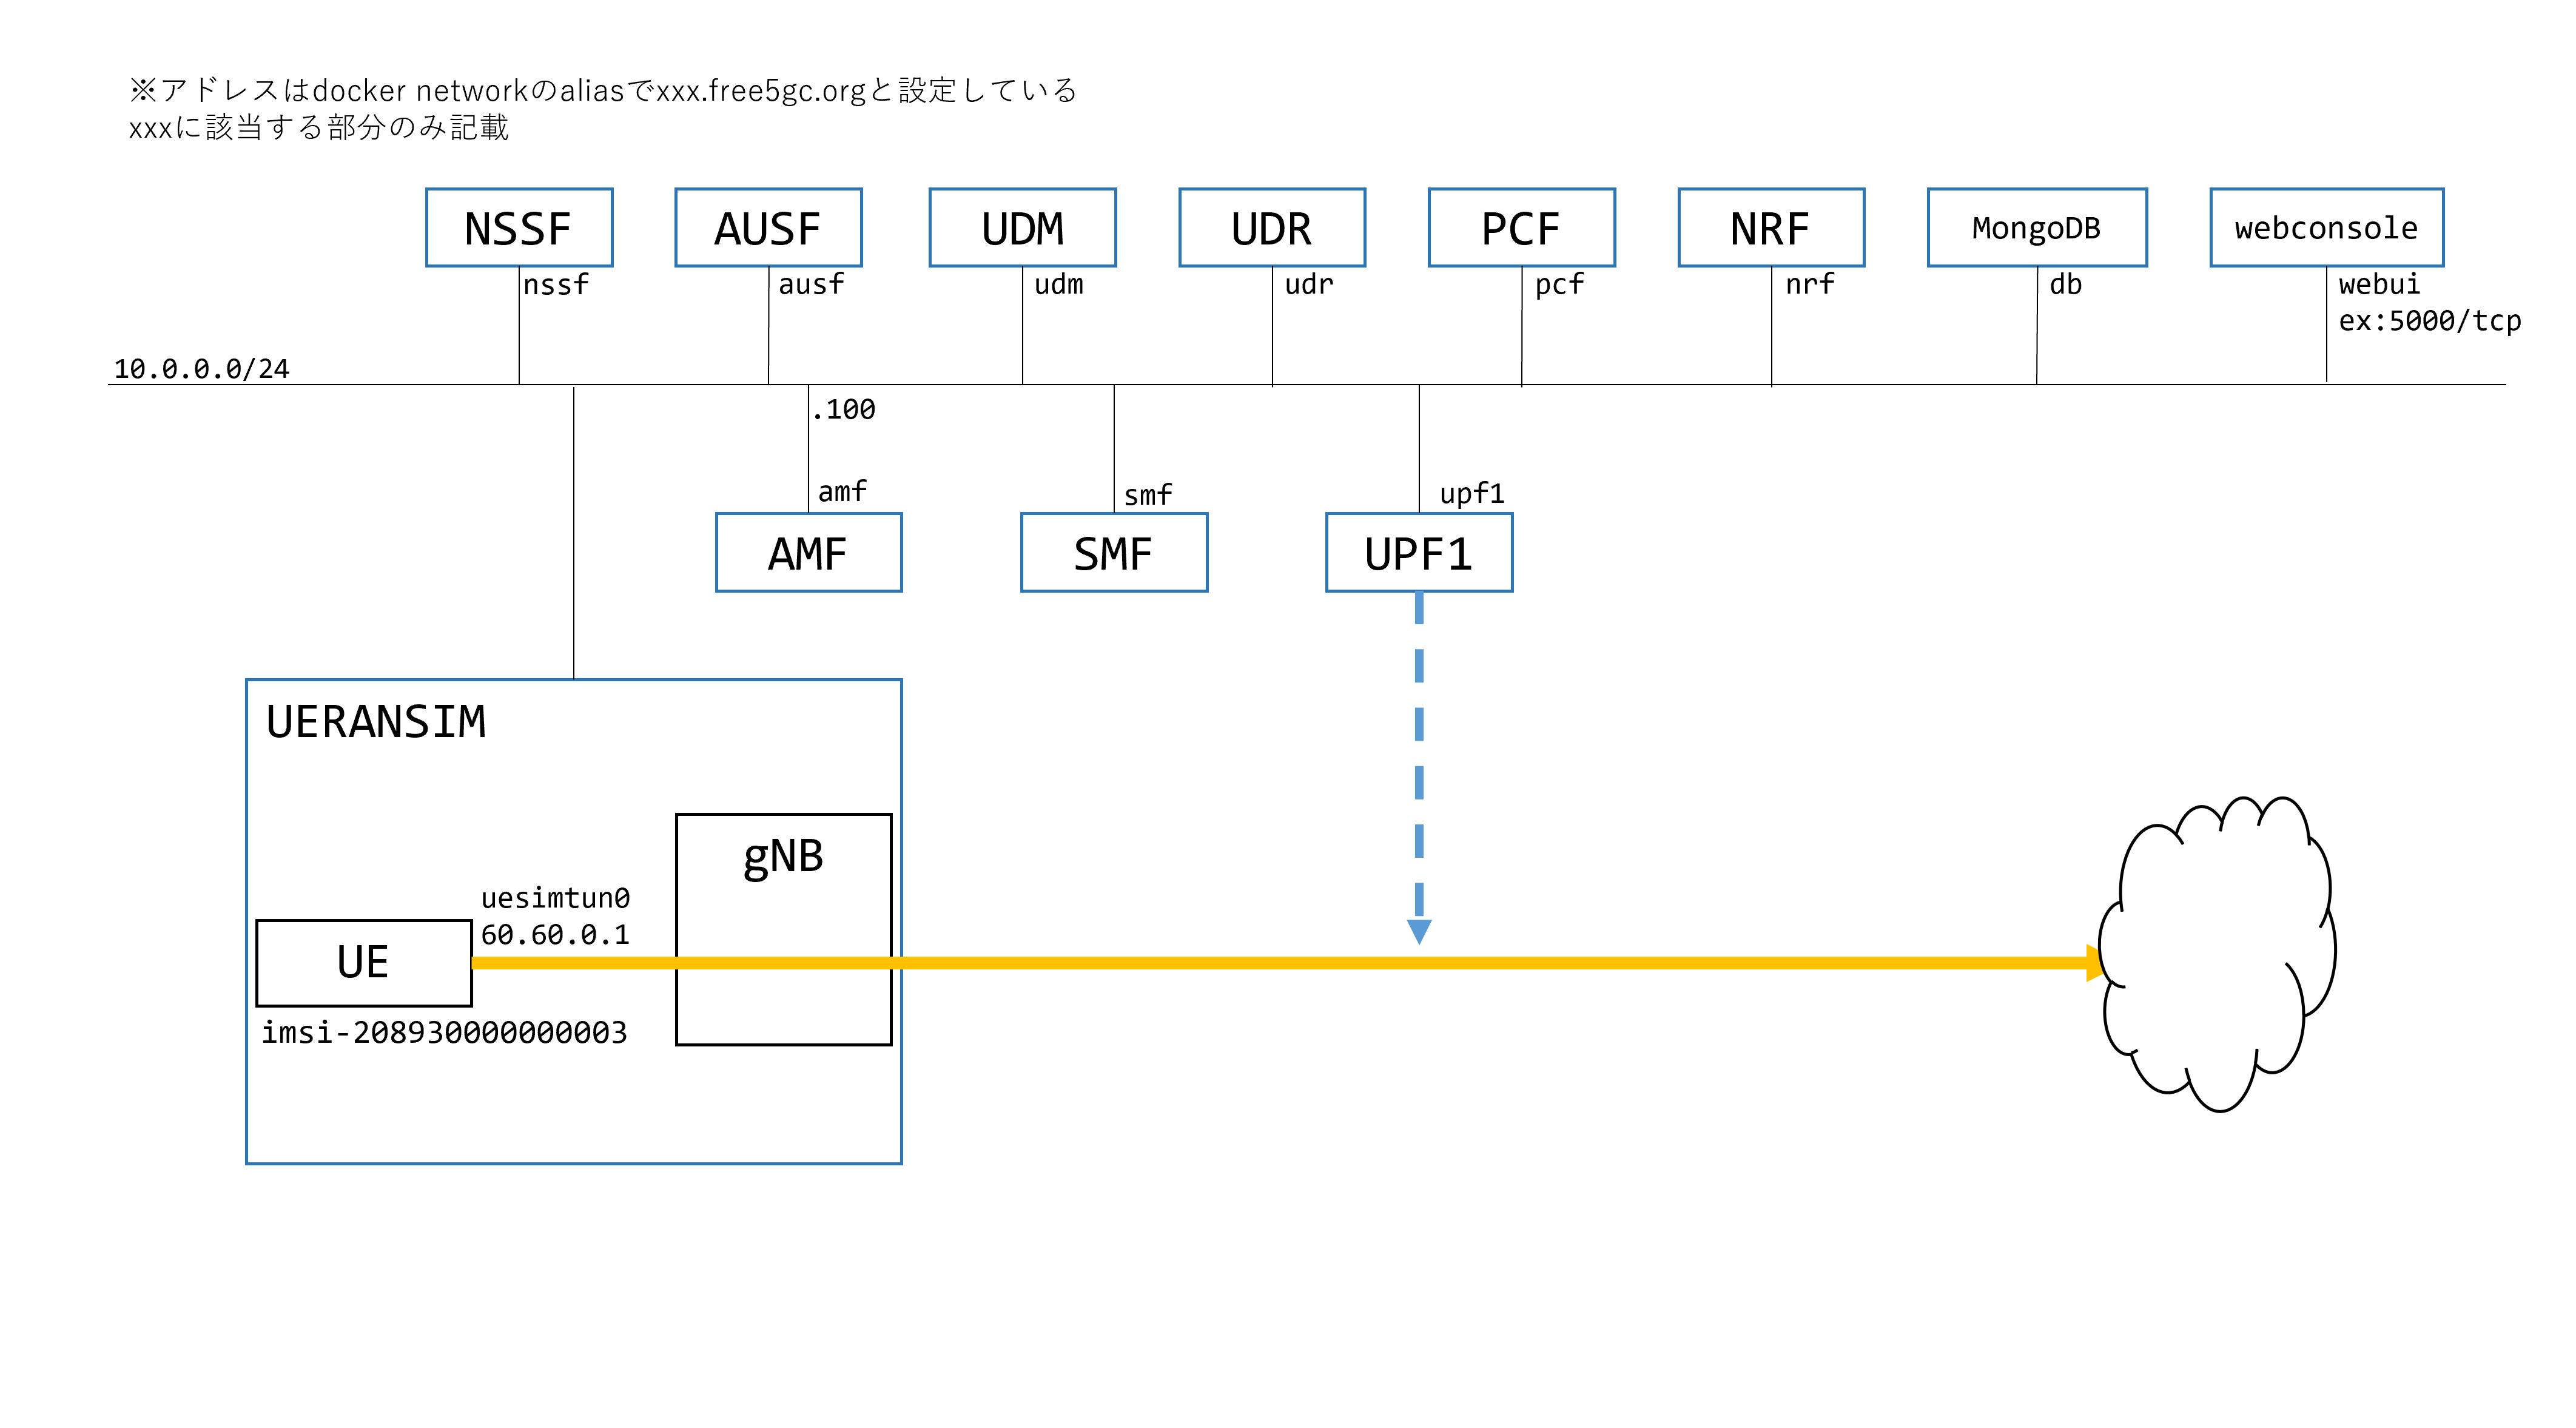 ※アドレスはdocker networkのaliasでxxx.free5gc.orgと設定している
xxxに該当する部分のみ記載
NSSF
AUSF
UDM
UDR
PCF
NRF
MongoDB
webconsole
nssf
ausf
udm
udr
pcf
nrf
db
webui
ex:5000/tcp
10.0.0.0/24
.100
amf
smf
upf1
AMF
SMF
UPF1
UERANSIM
gNB
uesimtun0
60.60.0.1
UE
imsi-208930000000003